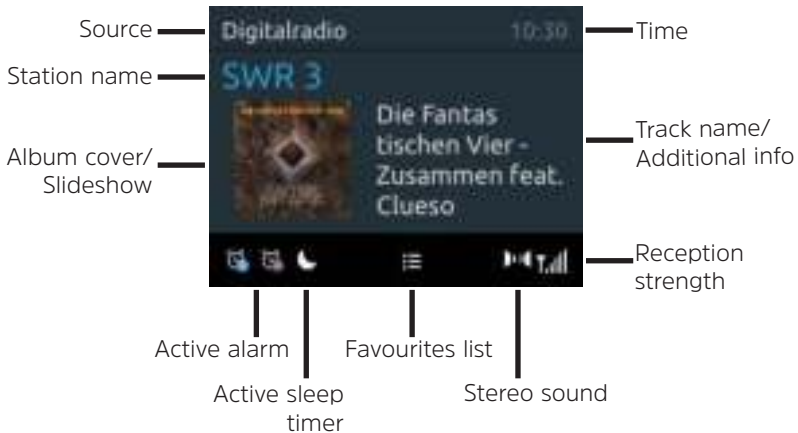 Source
Digitalradio
10:30
Time
Station name
SWR 3
Album cover/
Slideshow
Die Fantas
tischen Vier -
Zusammen feat.
Clueso
Track name/
Additional info
Reception
strength
Active alarm
Favourites list
Active sleep
timer
Stereo sound